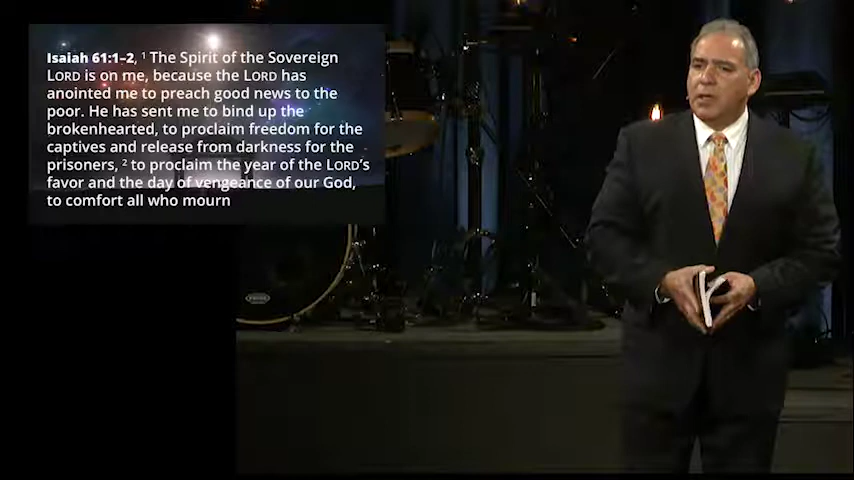 Isaiah 61:1–2, ¹ The Spirit of the Sovereign
LORD is on me, because the LORD has
anointed me to preach good news to the
poor. He has sent me to bind up the
brokenhearted, to proclaim freedom for the
captives and release from darkness for the
prisoners, ² to proclaim the year of the LORD’s
favor and the day of vengeance of our God,
to comfort all who mourn